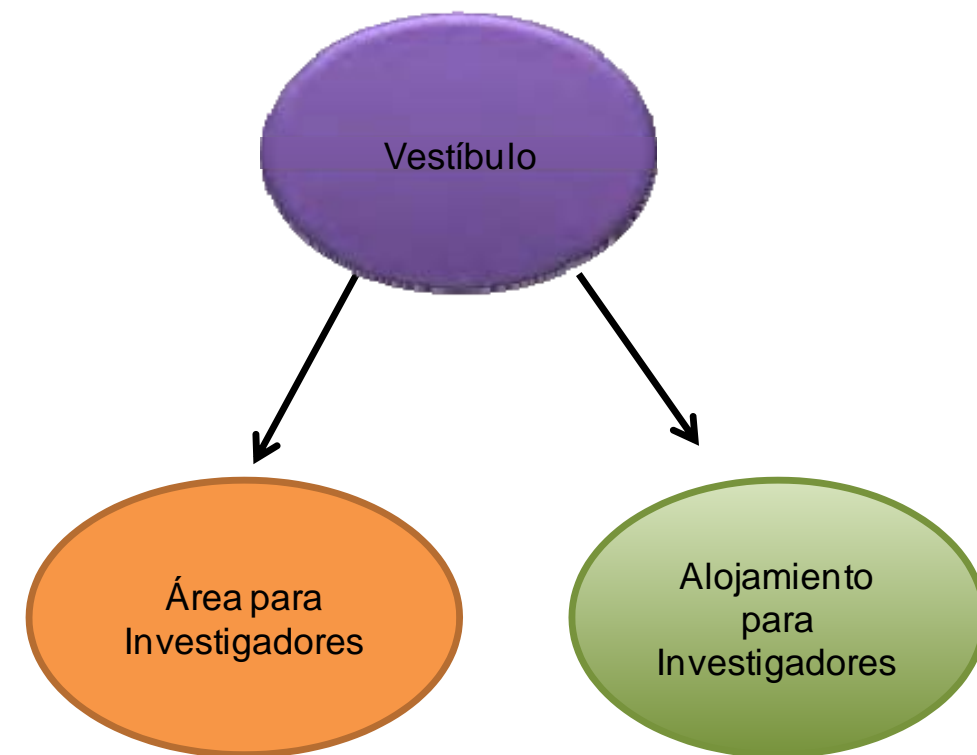 Vestíbulo
Área para
Investigadores
Alojamiento
para
Investigadores